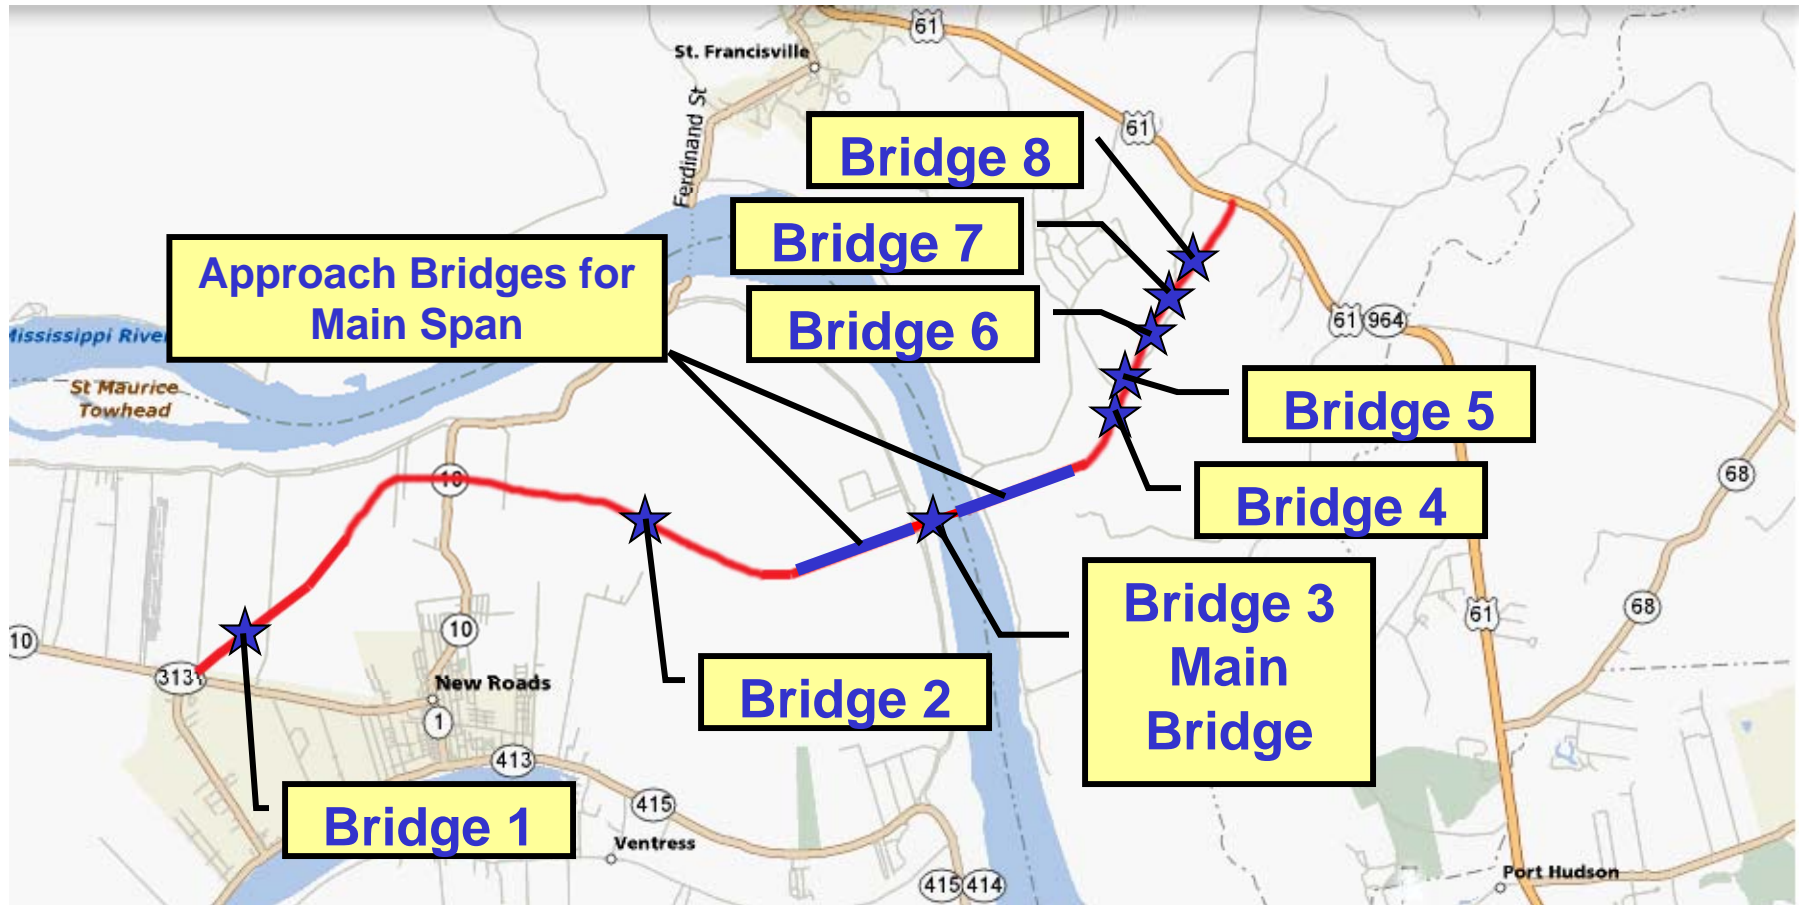 61
St. Francisville
Ferdinand St
61
Bridge 8
Bridge 7
Approach Bridges for
Main Span
Bridge 6
61
964
Mississippi River
St Maurice
Towhead
Bridge 5
10
68
Bridge 4
Bridge 3
Main
Bridge
10
10
61
68
313
New Roads
Bridge 2
1
413
415
Bridge 1
Ventress
415
414
Port Hudson